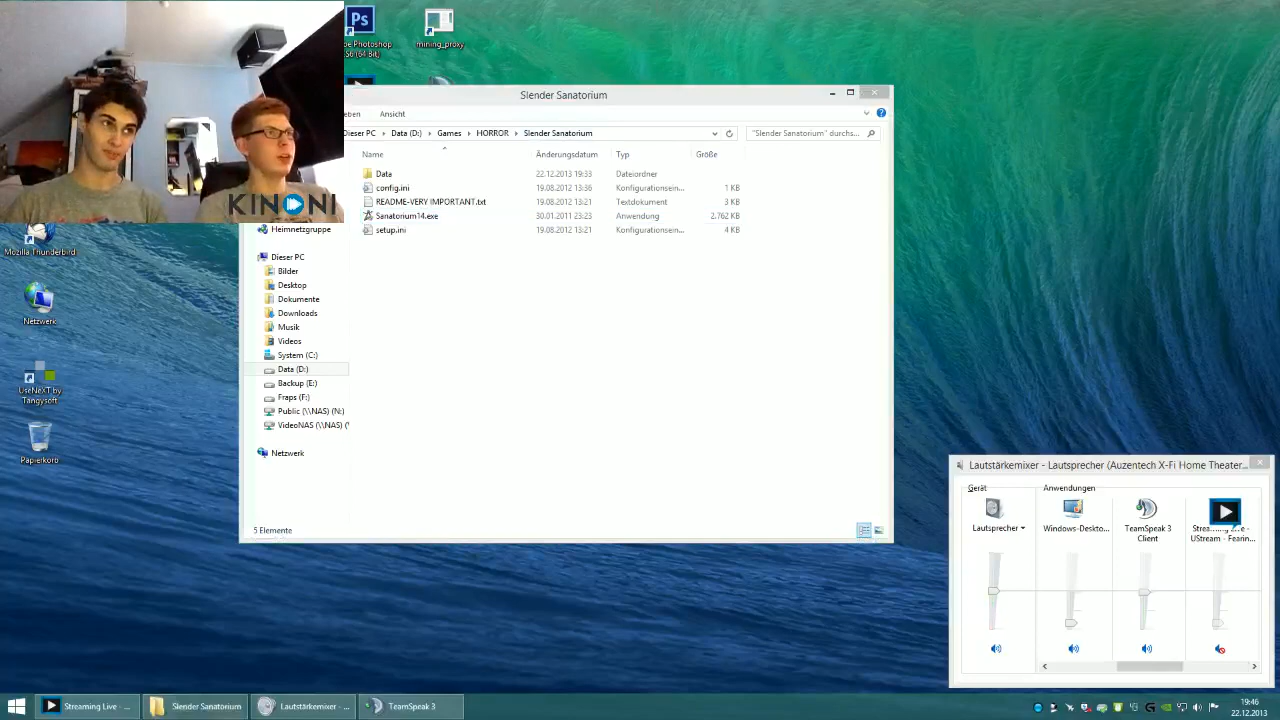 Photoshop
S6 (64 Bit)
mining_proxy
Slender Sanatorium
Ansicht
Dieser PC
Data (D:)
Games
HORROR
Slender Sanatorium
"Slender Sanatorium" durchs...
Name
Änderungsdatum
Typ
Größe
Data
22.12.2013 19:33
Dateiordner
config.ini
19.08.2012 13:36
Konfigurationsein...
1 KB
README-VERY IMPORTANT.txt
19.08.2012 13:21
Textdokument
3 KB
Sanatorium14.exe
30.01.2011 23:23
Anwendung
2.762 KB
setup.ini
19.08.2012 13:21
Konfigurationsein...
4 KB
KINONI
Heimnetzgruppe
Dieser PC
Bilder
Desktop
Dokumente
Downloads
Musik
Videos
System (C:)
Data (D:)
Backup (E:)
Fraps (F:)
Public (\\NAS) (N:)
VideoNAS (\\NAS) (
Netzwerk
5 Elemente
Mozilla Thunderbird
Netzwerk
UseNeXT by
Tangysoft
Papierkorb
Lautstärkemixer - Lautsprecher (Auzentech X-Fi Home Theater...
Gerät
Anwendungen
Lautsprecher
Windows-Deskto...
TeamSpeak 3
Client
UStream - Fearin...
Streaming Live - ...
Slender Sanatorium
Lautstärkemixer - ...
TeamSpeak 3
19:46
22.12.2013